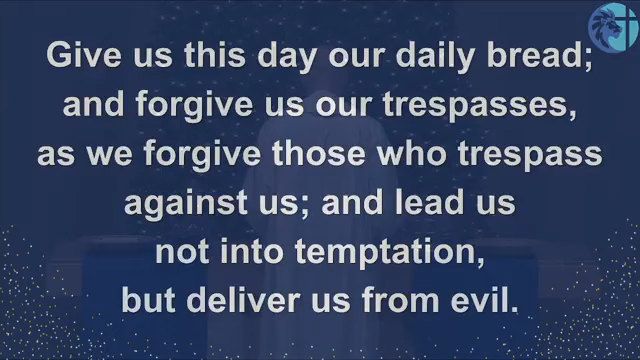 Give us this day our daily bread;
and forgive us our trespasses,
as we forgive those who trespass
against us; and lead us
not into temptation,
but deliver us from evil.